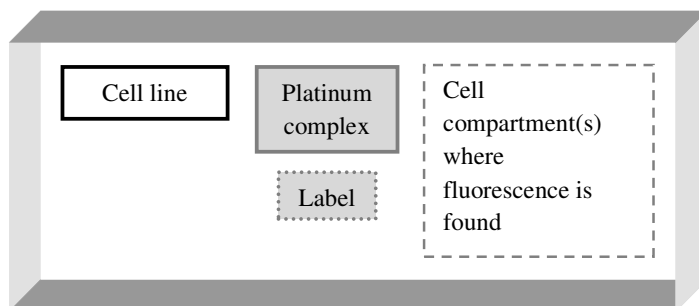 Cell line
Platinum
complex
Label
Cell
compartment(s)
where
fluorescence is
found